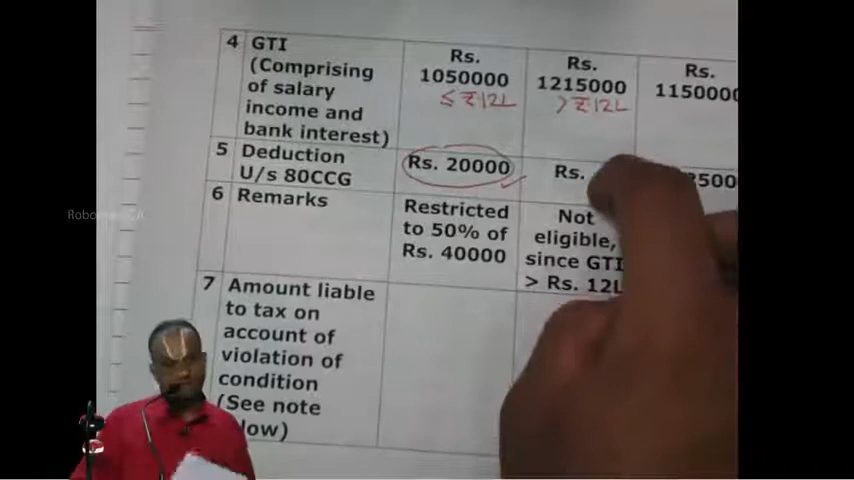 4 GTI
(Comprising
of salary
income and
bank interest)
Rs.
1050000
≤ ₹12L
Rs.
1215000
> ₹12L
Rs.
1150000
5 Deduction
U/s 80CCG
Rs. 20000
Rs.
5000
6 Remarks
Restricted
to 50% of
Rs. 40000
Not
eligible,
since GTI
> Rs. 12L
7 Amount liable
to tax on
account of
violation of
condition
(See note
low)